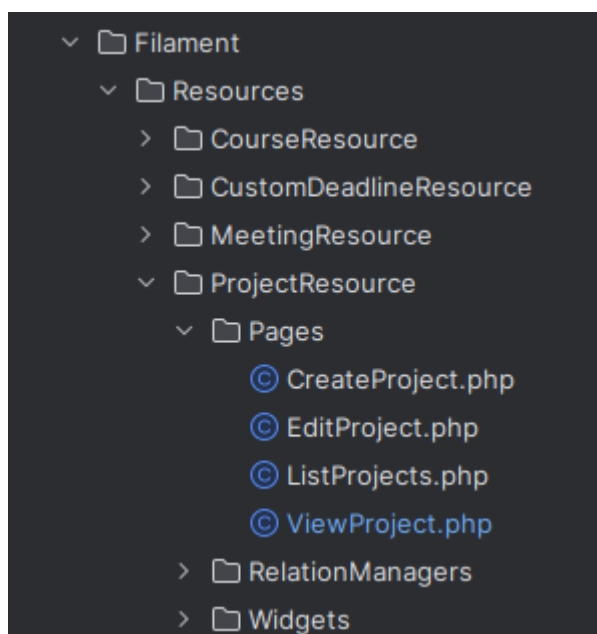 Filament
Resources
CourseResource
CustomDeadlineResource
MeetingResource
ProjectResource
Pages
CreateProject.php
EditProject.php
ListProjects.php
ViewProject.php
RelationManagers
Widgets